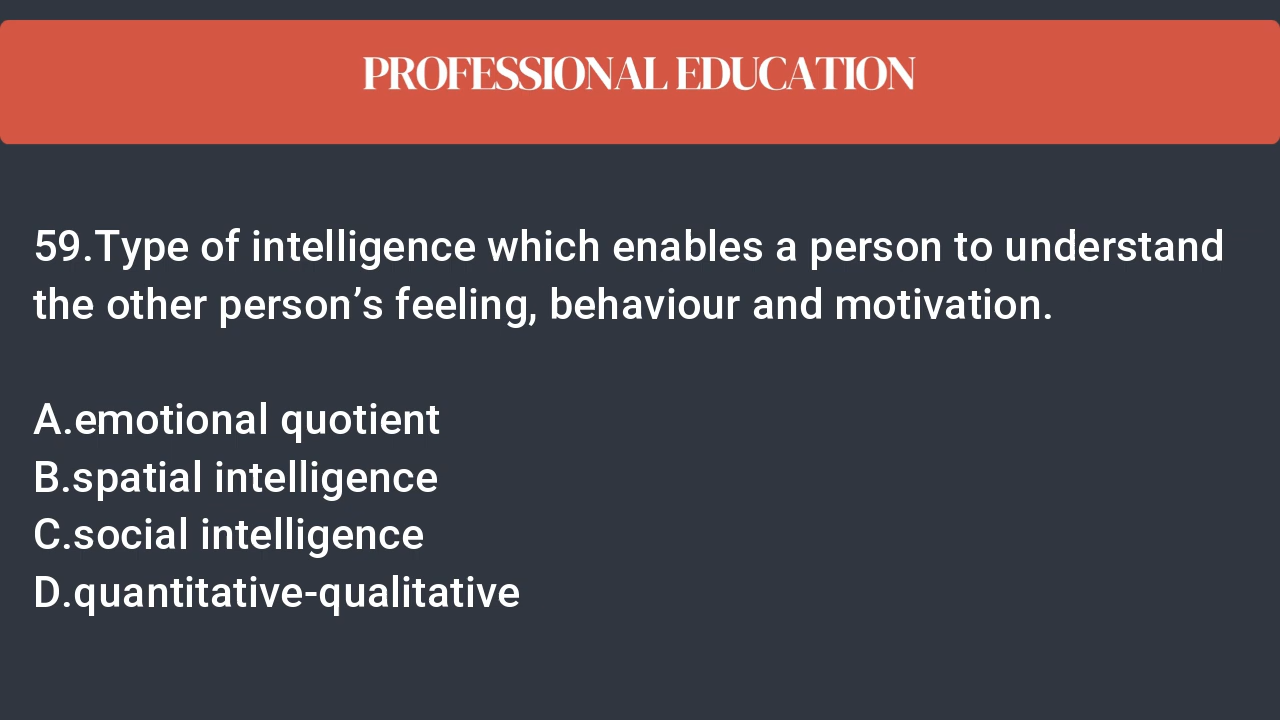 PROFESSIONAL EDUCATION
59.Type of intelligence which enables a person to understand
the other person’s feeling, behaviour and motivation.
A.emotional quotient
B.spatial intelligence
C.social intelligence
D.quantitative-qualitative